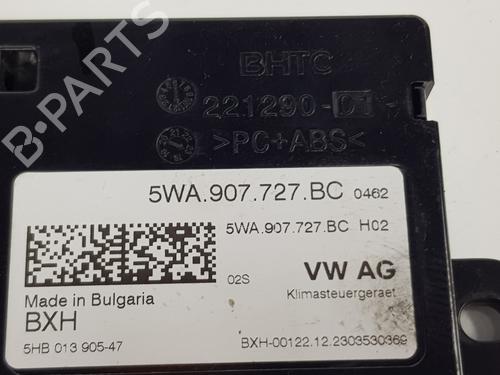 BHTC
221290-01
>PC+ABS<
5WA.907.727.BC 0462
5WA.907.727.BC H02
02S VW AG
Made in Bulgaria Klimasteuergeraet
BXH
5HB 013 905-47 BXH-00122.12.2303530369
B-PARTS